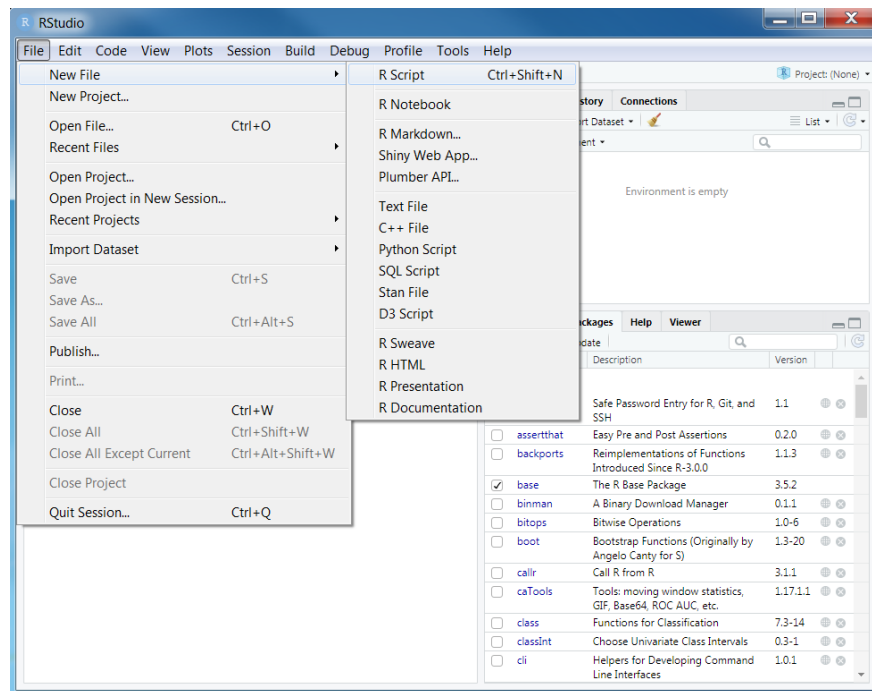 R RStudio
File Edit Code View Plots Session Build Debug Profile Tools Help
New File
New Project...
Open File... Ctrl+O
Recent Files
Open Project...
Open Project in New Session...
Recent Projects
Import Dataset
Save Ctrl+S
Save As...
Save All Ctrl+Alt+S
Publish...
Print...
Close Ctrl+W
Close All Ctrl+Shift+W
Close All Except Current Ctrl+Alt+Shift+W
Close Project
Quit Session... Ctrl+Q
R Script Ctrl+Shift+N
R Notebook
R Markdown...
Shiny Web App...
Plumber API...
Text File
C++ File
Python Script
SQL Script
Stan File
D3 Script
R Sweave
R HTML
R Presentation
R Documentation
R Project: (None)
story Connections
rt Dataset List
ent
Environment is empty
ckages Help Viewer
date
Description Version
Safe Password Entry for R, Git, and 1.1
SSH
assertthat Easy Pre and Post Assertions 0.2.0
backports Reimplementations of Functions 1.1.3
Introduced Since R-3.0.0
base The R Base Package 3.5.2
binman A Binary Download Manager 0.1.1
bitops Bitwise Operations 1.0-6
boot Bootstrap Functions (Originally by 1.3-20
Angelo Canty for S)
callr Call R from R 3.1.1
caTools Tools: moving window statistics, 1.17.1.1
GIF, Base64, ROC AUC, etc.
class Functions for Classification 7.3-14
classInt Choose Univariate Class Intervals 0.3-1
cli Helpers for Developing Command 1.0.1
Line Interfaces